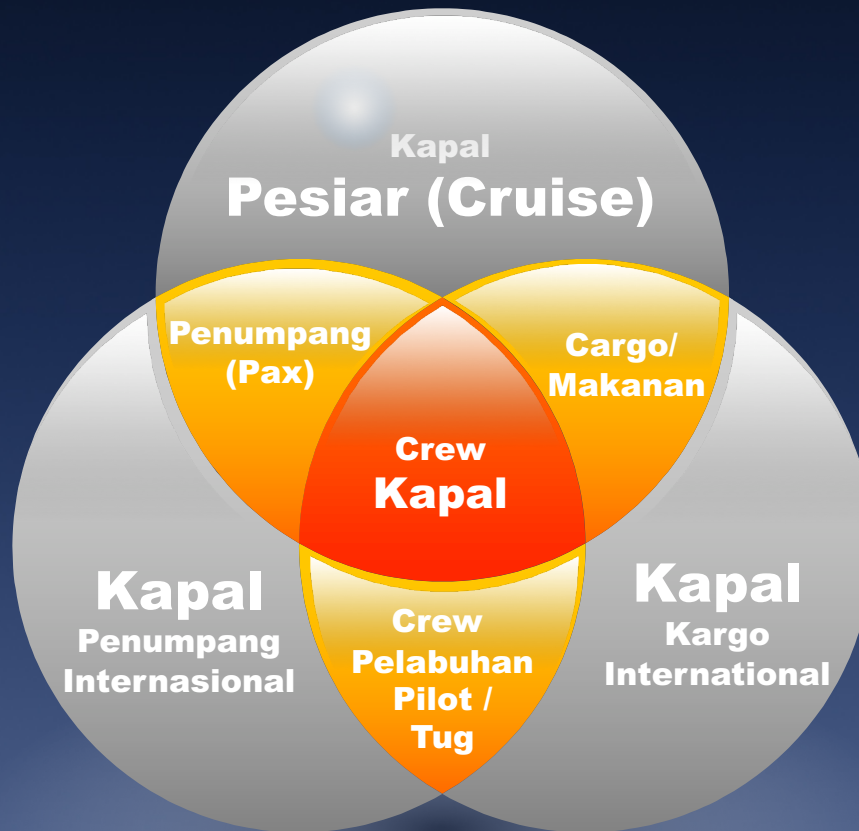 Kapal
Pesiar (Cruise)
Penumpang
(Pax)
Cargo/
Makanan
Crew
Kapal
Kapal
Penumpang
Internasional
Crew
Pelabuhan
Pilot /
Tug
Kapal
Kargo
International